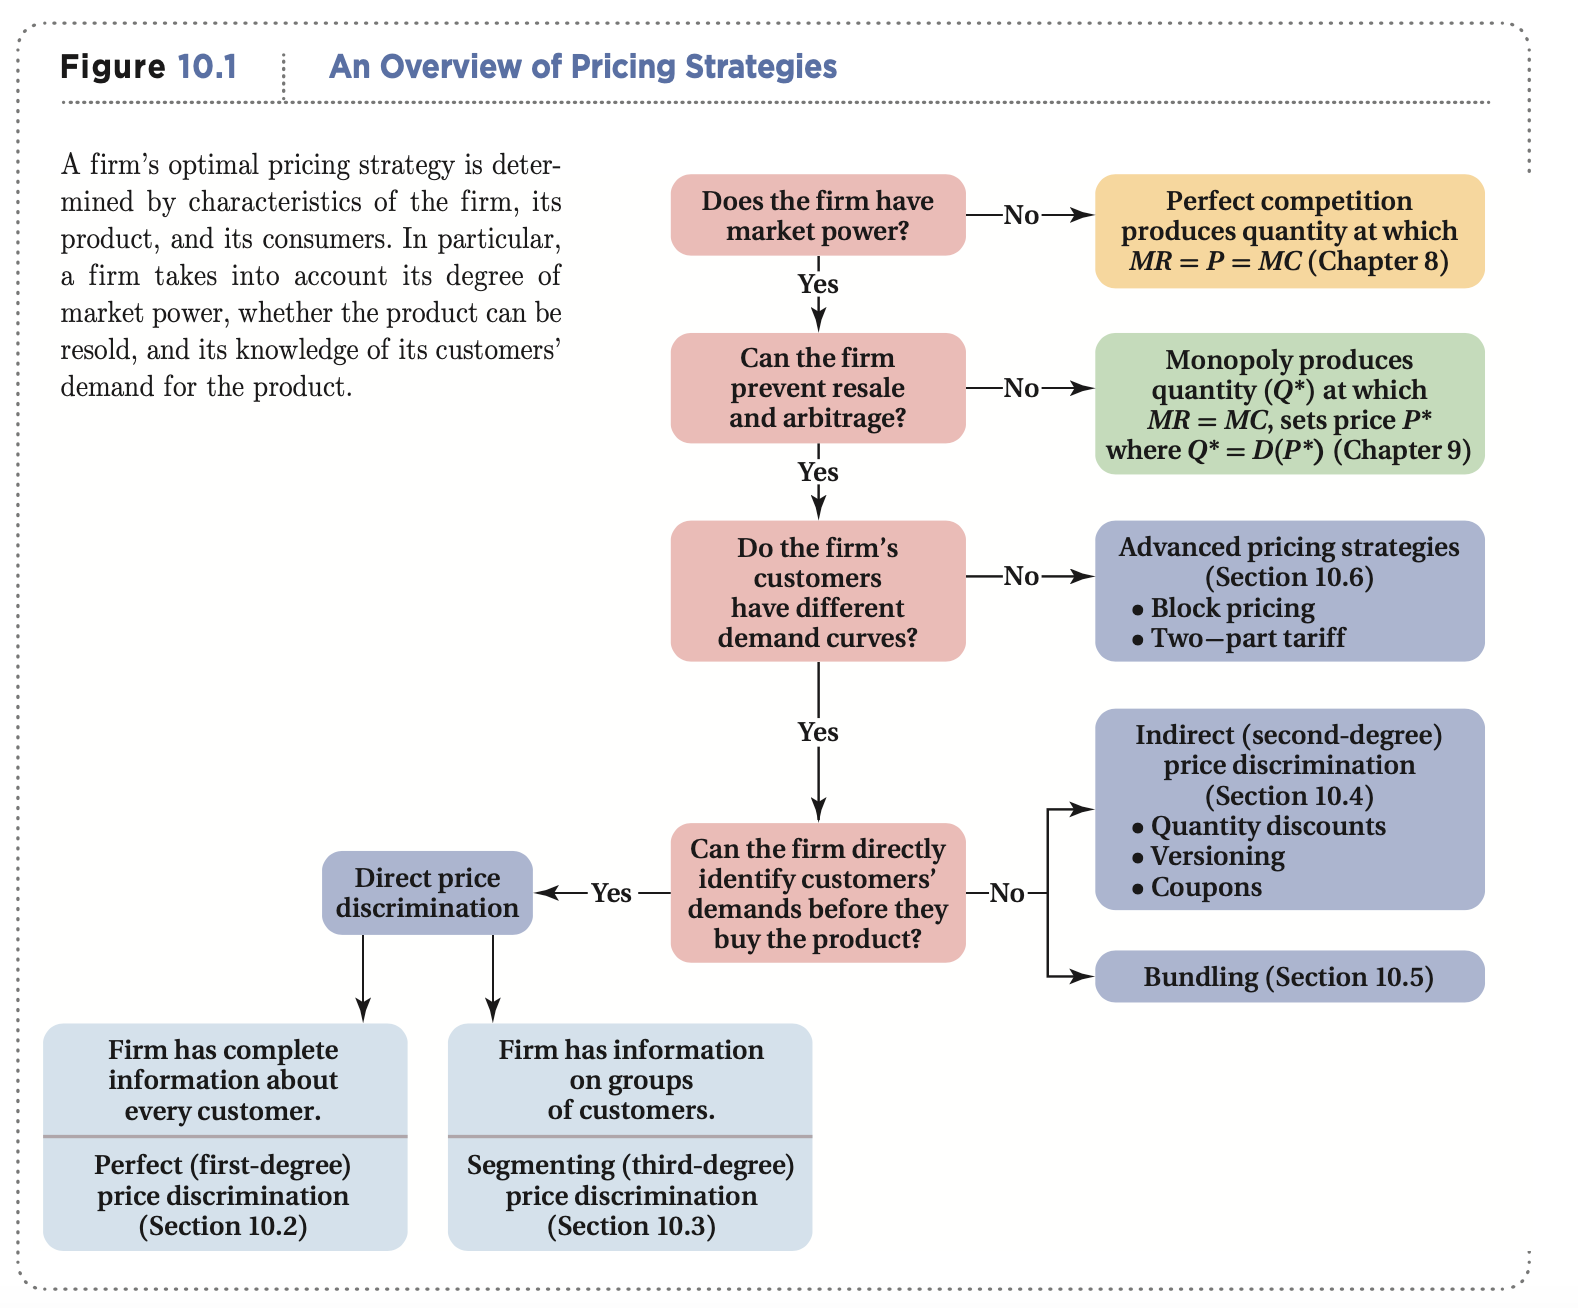 Figure 10.1
An Overview of Pricing Strategies
A firm's optimal pricing strategy is deter-
mined by characteristics of the firm, its
product, and its consumers. In particular,
a firm takes into account its degree of
market power, whether the product can be
resold, and its knowledge of its customers'
demand for the product.
Does the firm have
market power?
No
Perfect competition
produces quantity at which
MR = P = MC (Chapter 8)
Yes
Can the firm
prevent resale
and arbitrage?
No
Monopoly produces
quantity (Q*) at which
MR = MC, sets price P*
where Q* = D(P*) (Chapter 9)
Yes
Do the firm's
customers
have different
demand curves?
No
Advanced pricing strategies
(Section 10.6)
• Block pricing
• Two–part tariff
Yes
Can the firm directly
identify customers'
demands before they
buy the product?
No
Indirect (second-degree)
price discrimination
(Section 10.4)
• Quantity discounts
• Versioning
• Coupons
Bundling (Section 10.5)
Yes
Direct price
discrimination
Firm has complete
information about
every customer.
Perfect (first-degree)
price discrimination
(Section 10.2)
Firm has information
on groups
of customers.
Segmenting (third-degree)
price discrimination
(Section 10.3)